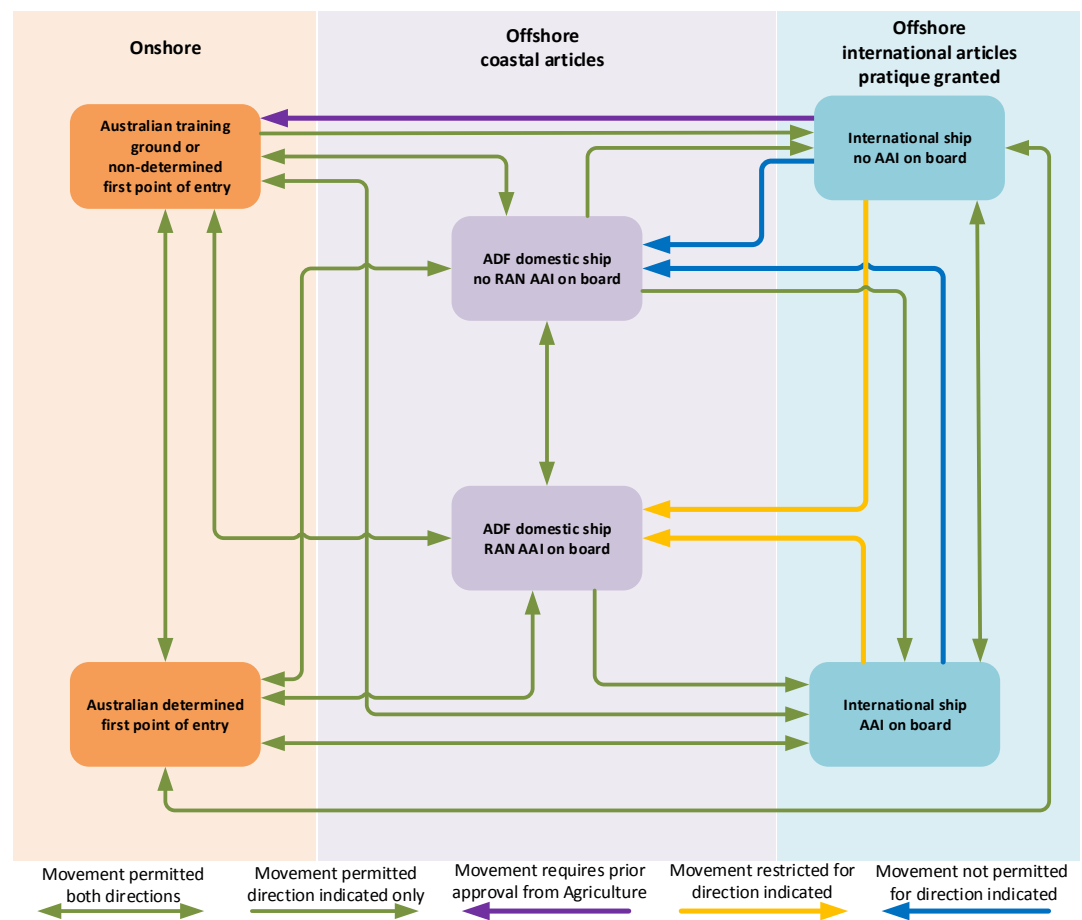 Onshore
Offshore
coastal articles
Offshore
international articles
pratique granted
Australian training
ground or
non-determined
first point of entry
International ship
no AAI on board
ADF domestic ship
no RAN AAI on board
ADF domestic ship
RAN AAI on board
Australian determined
first point of entry
International ship
AAI on board
Movement permitted
both directions
Movement permitted
direction indicated only
Movement requires prior
approval from Agriculture
Movement restricted for
direction indicated
Movement not permitted
for direction indicated